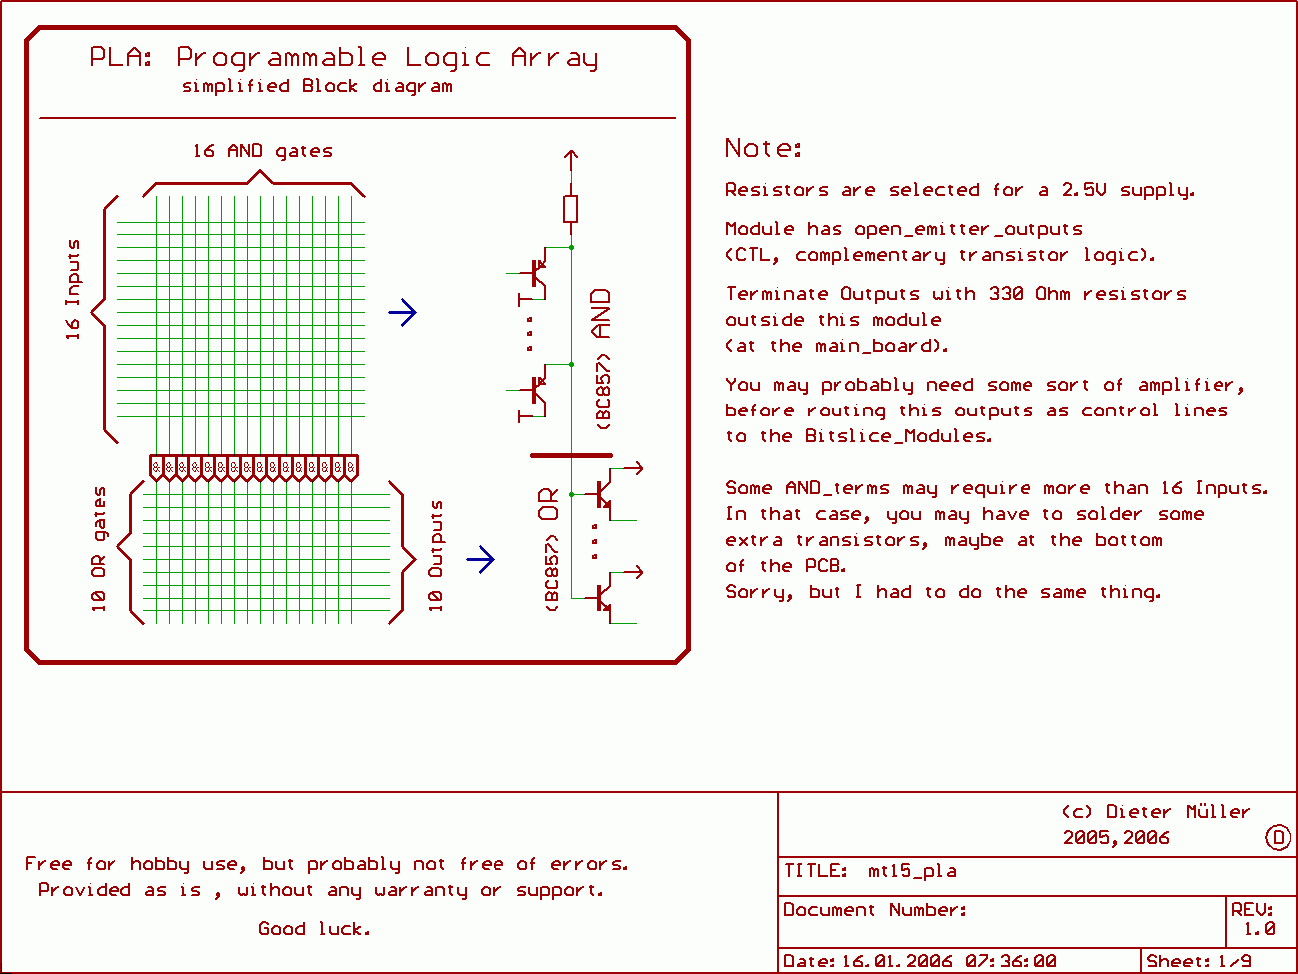 PLA: Programmable Logic Array
simplified Block diagram
16 AND gates
16 Inputs
& & & & & & & & & & & & & & & &
10 OR gates
10 Outputs
(BC857) AND
(BC857) OR
Note:
Resistors are selected for a 2.5V supply.
Module has open_emitter_outputs
(CTL, complementary transistor logic).
Terminate Outputs with 330 Ohm resistors
outside this module
(at the main_board).
You may probably need some sort of amplifier,
before routing this outputs as control lines
to the Bitslice_Modules.
Some AND_terms may require more than 16 Inputs.
In that case, you may have to solder some
extra transistors, maybe at the bottom
of the PCB.
Sorry, but I had to do the same thing.
Free for hobby use, but probably not free of errors.
Provided as is , without any warranty or support.
Good luck.
(c) Dieter Müller
2005,2006
D
TITLE: mt15_pla
Document Number:
REV:
1.0
Date: 16.01.2006 07:36:00
Sheet: 1/9